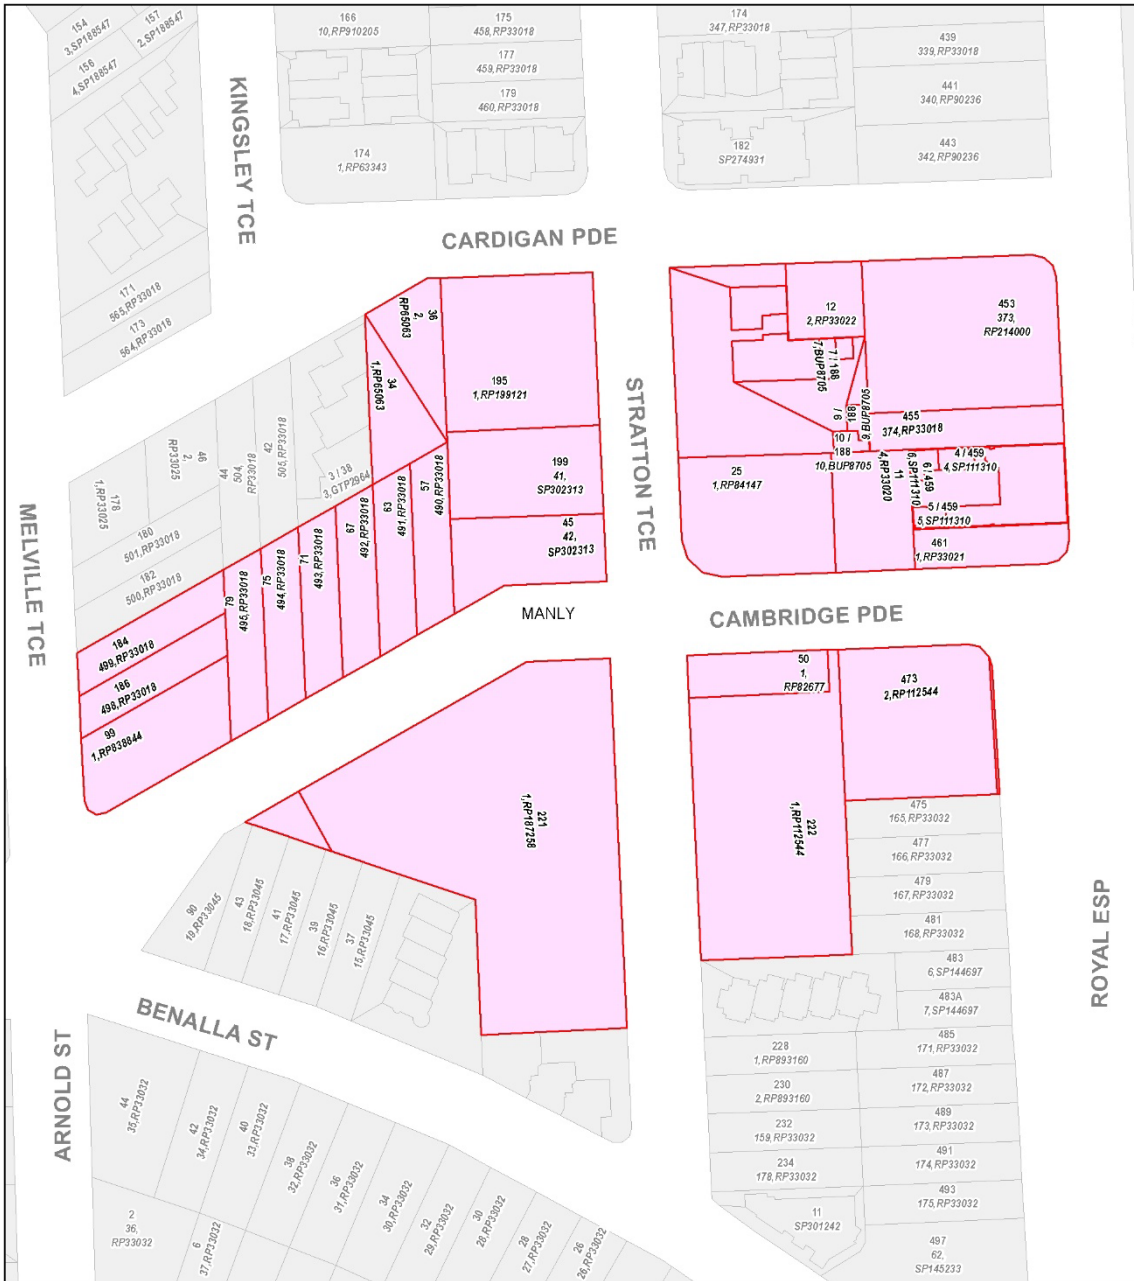 154
3,SP188547
157
2,SP188547
156
4,SP188547
166
10,RP910205
175
458,RP33018
177
459,RP33018
179
460,RP33018
174
1,RP63343
174
347,RP33018
439
339,RP33018
441
340,RP90236
443
342,RP90236
182
SP274931
KINGSLEY TCE
CARDIGAN PDE
171
565,RP33018
173
564,RP33018
36
2,
RP65063
34
1,RP65063
195
1,RP199121
12
2,RP33022
453
373,
RP214000
7 / 188
7,BUP8705
9 /
188
9,BUP8705
10 /
188
10,BUP8705
455
374,RP33018
STRATTON TCE
46
2,
RP33025
44
504,
RP33018
42
505,RP33018
3 / 38
3,GTP2964
178
1,RP33025
180
501,RP33018
182
500,RP33018
MELVILLE TCE
199
41,
SP302313
45
42,
SP302313
57
490,RP33018
63
491,RP33018
67
492,RP33018
71
493,RP33018
75
494,RP33018
79
495,RP33018
25
1,RP84147
11
4,RP33020
6 / 459
6,SP111310
4 / 459
4,SP111310
5 / 459
5,SP111310
461
1,RP33021
184
499,RP33018
186
498,RP33018
99
1,RP838844
MANLY
CAMBRIDGE PDE
50
1,
RP82677
473
2,RP112544
221
1,RP187258
222
1,RP112544
475
165,RP33032
477
166,RP33032
479
167,RP33032
481
168,RP33032
483
6,SP144697
483A
7,SP144697
485
171,RP33032
487
172,RP33032
489
173,RP33032
491
174,RP33032
493
175,RP33032
497
62,
SP145233
ROYAL ESP
90
19,RP33045
43
18,RP33045
41
17,RP33045
39
16,RP33045
37
15,RP33045
BENALLA ST
ARNOLD ST
228
1,RP893160
230
2,RP893160
232
159,RP33032
234
178,RP33032
11
SP301242
44
35,RP33032
42
34,RP33032
40
33,RP33032
38
32,RP33032
36
31,RP33032
34
30,RP33032
32
29,RP33032
30
28,RP33032
28
27,RP33032
26
26,RP33032
2
36,
RP33032
6
37,RP33032